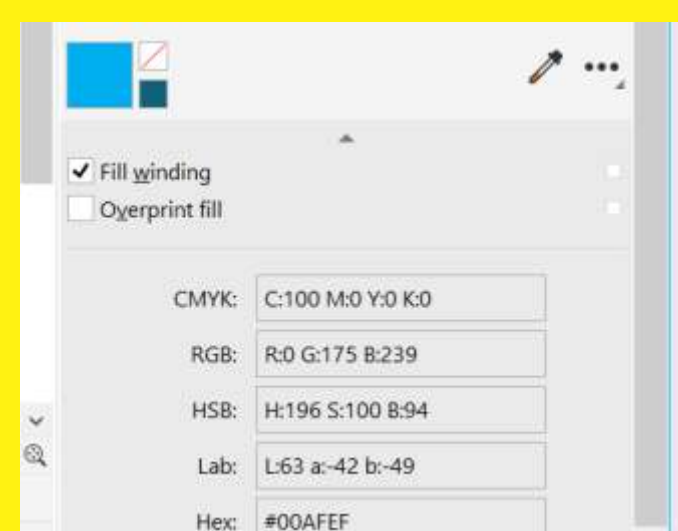 Fill winding
Overprint fill
CMYK: C:100 M:0 Y:0 K:0
RGB: R:0 G:175 B:239
HSB: H:196 S:100 B:94
Lab: L:63 a:-42 b:-49
Hex: #00AFEF